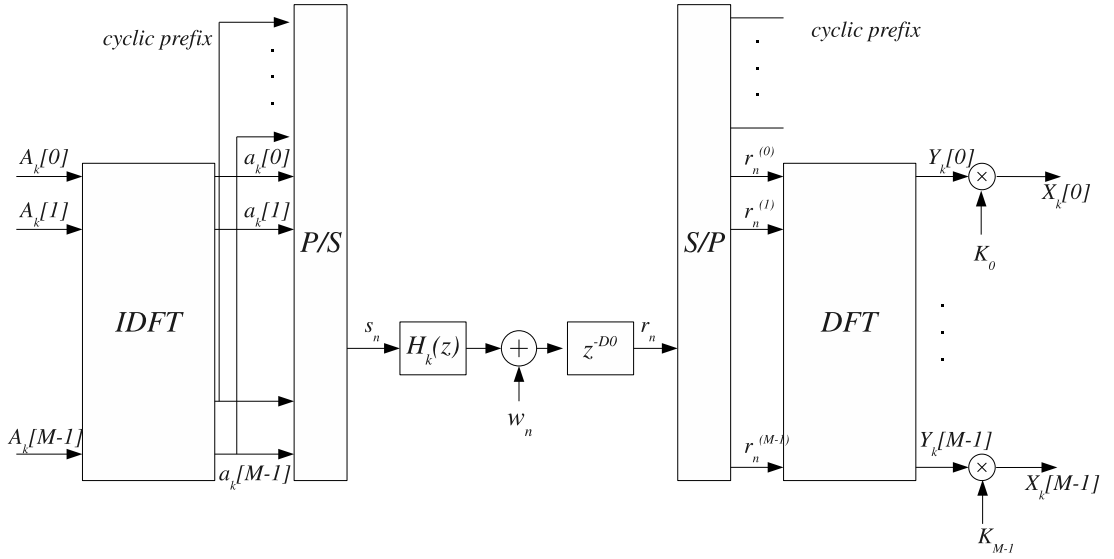 cyclic prefix
cyclic prefix
A_k[0]
a_k[0]
r_n^(0)
Y_k[0]
×
X_k[0]
A_k[1]
a_k[1]
r_n^(1)
P/S
S/P
K_0
IDFT
DFT
s_n
H_k(z)
+
z^-D0
r_n
w_n
A_k[M-1]
a_k[M-1]
r_n^(M-1)
Y_k[M-1]
×
X_k[M-1]
K_M-1